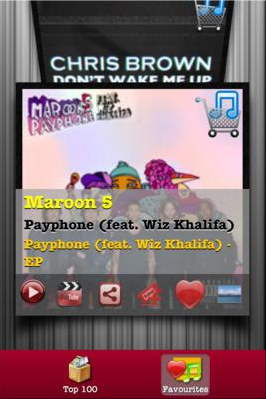 CHRIS BROWN
DON'T WAKE ME UP
MAROON 5 FEAT. WIZ KHALIFA
PAYPHONE
Maroon 5
Payphone (feat. Wiz Khalifa)
Payphone (feat. Wiz Khalifa) -
EP
Tube
Top 100
Favourites